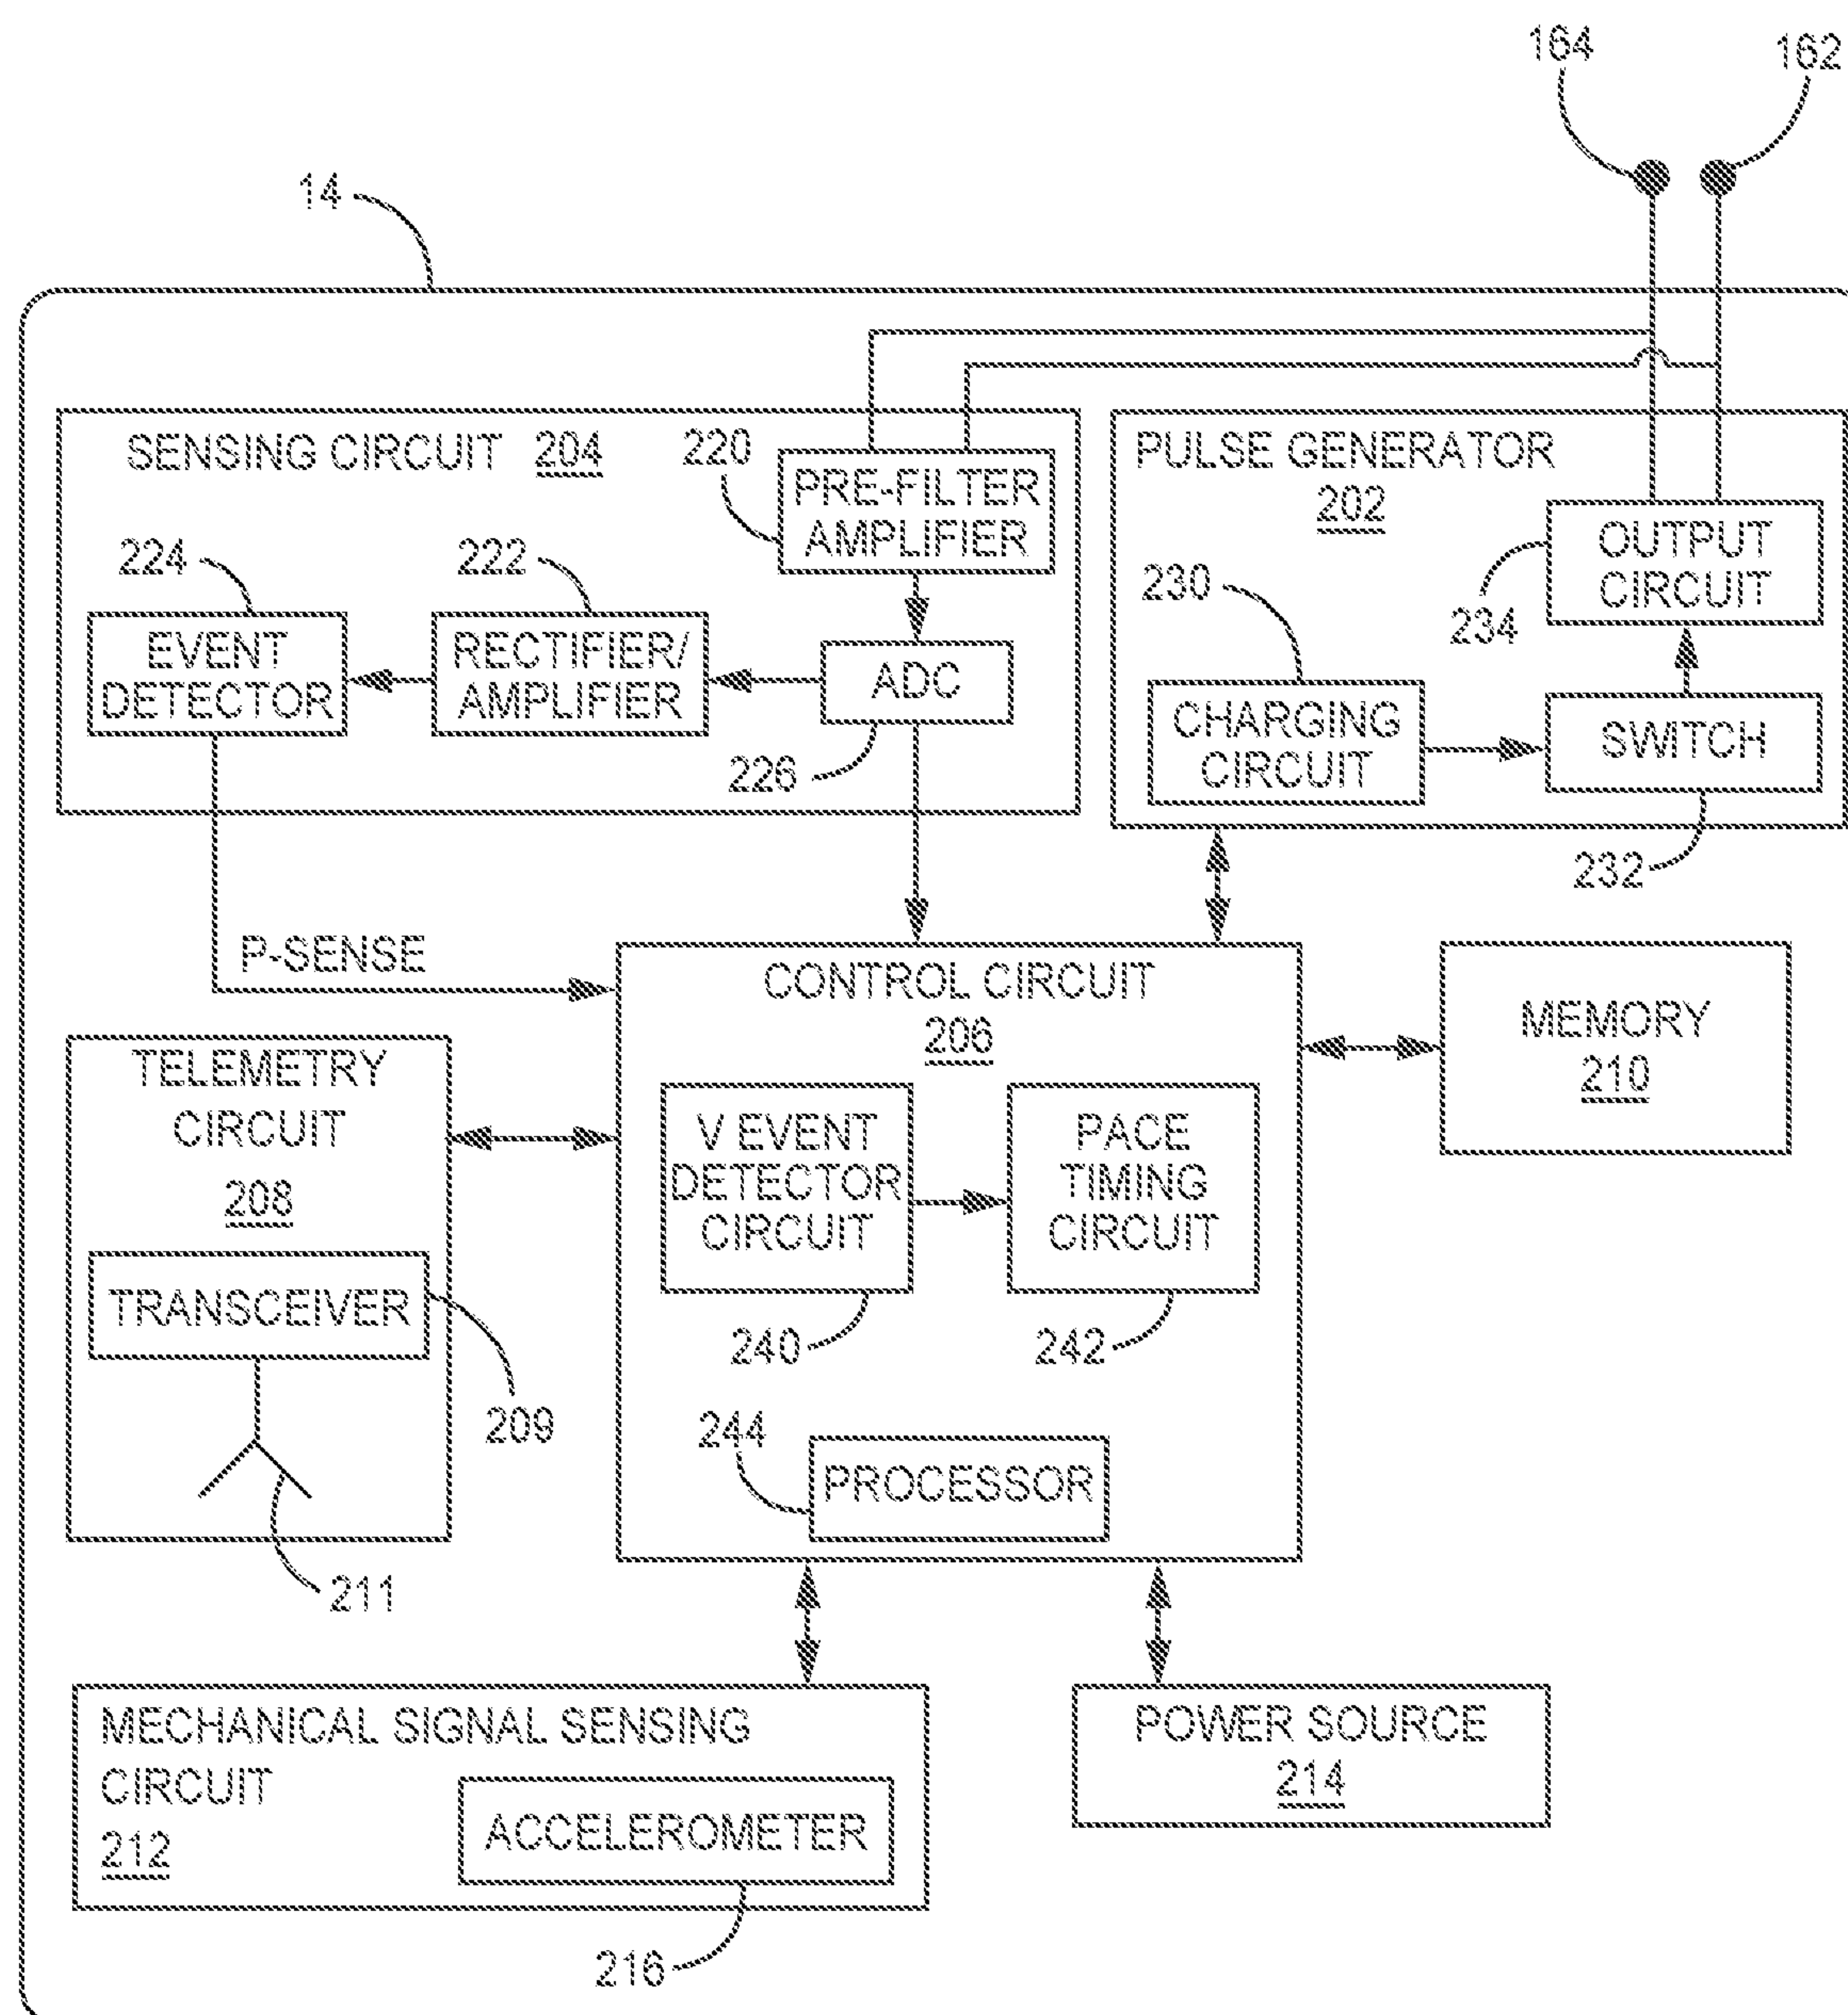 164
162
14
SENSING CIRCUIT 204
220
PRE-FILTER
AMPLIFIER
224
222
EVENT
DETECTOR
RECTIFIER/
AMPLIFIER
ADC
226
PULSE GENERATOR
202
OUTPUT
CIRCUIT
230
234
CHARGING
CIRCUIT
SWITCH
232
P-SENSE
CONTROL CIRCUIT
206
MEMORY
210
TELEMETRY
CIRCUIT
208
V EVENT
DETECTOR
CIRCUIT
PACE
TIMING
CIRCUIT
TRANSCEIVER
240
242
209
244
PROCESSOR
211
MECHANICAL SIGNAL SENSING
CIRCUIT
212
ACCELEROMETER
216
POWER SOURCE
214